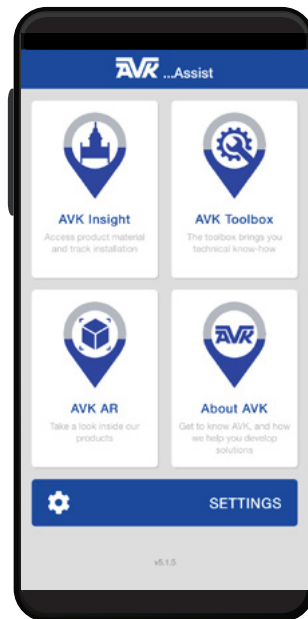 AVK ...Assist
AVK Insight
Access product material
and track installation
AVK Toolbox
The toolbox brings you
technical know-how
AVK AR
Take a look inside our
products
AVK
About AVK
Get to know AVK, and how
we help you develop
solutions
SETTINGS
v5.1.5